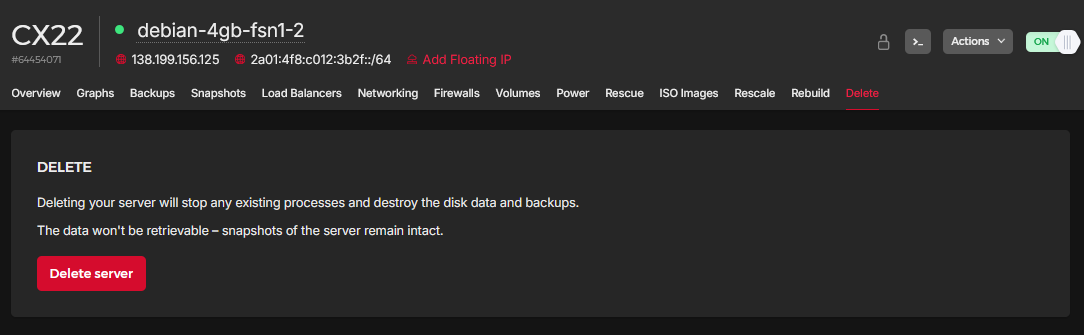 CX22
#64454071
debian-4gb-fsn1-2
138.199.156.125 2a01:4f8:c012:3b2f::/64 Add Floating IP
>_ Actions ON
Overview Graphs Backups Snapshots Load Balancers Networking Firewalls Volumes Power Rescue ISO Images Rescale Rebuild Delete
DELETE
Deleting your server will stop any existing processes and destroy the disk data and backups.
The data won't be retrievable – snapshots of the server remain intact.
Delete server